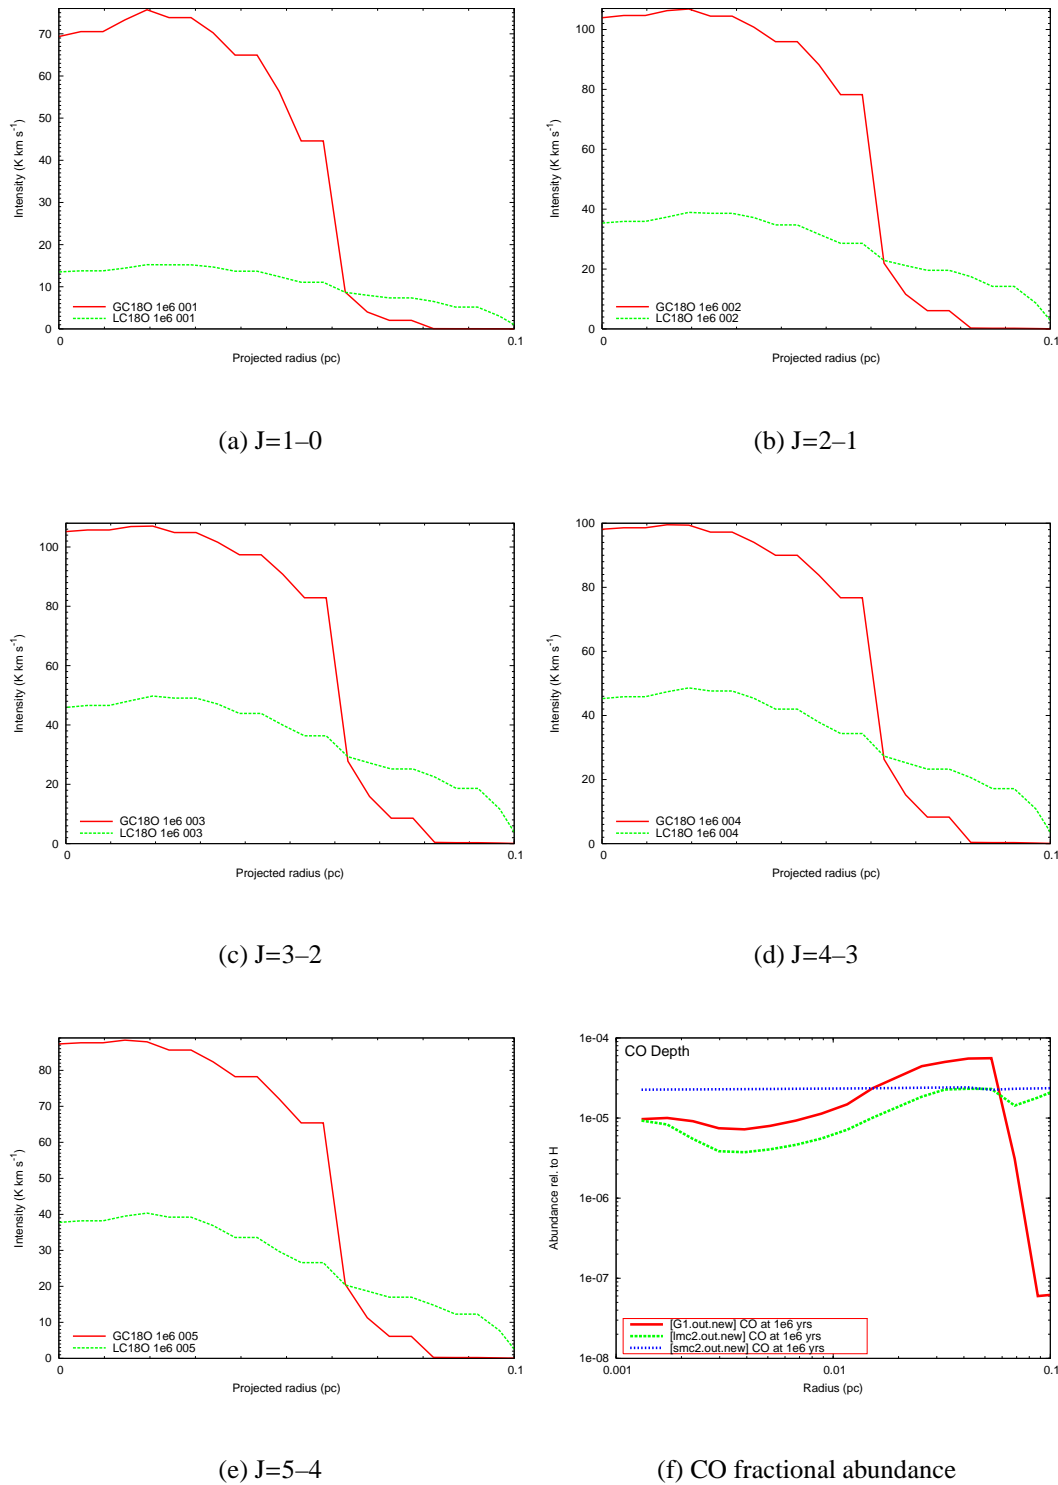 70
60
50
40
30
20
10
0
Intensity (K km s-1)
GC18O 1e6 001
LC18O 1e6 001
0
0.1
Projected radius (pc)
(a) J=1–0
100
80
60
40
20
0
Intensity (K km s-1)
GC18O 1e6 002
LC18O 1e6 002
0
0.1
Projected radius (pc)
(b) J=2–1
100
80
60
40
20
0
Intensity (K km s-1)
GC18O 1e6 003
LC18O 1e6 003
0
0.1
Projected radius (pc)
(c) J=3–2
100
80
60
40
20
0
Intensity (K km s-1)
GC18O 1e6 004
LC18O 1e6 004
0
0.1
Projected radius (pc)
(d) J=4–3
80
70
60
50
40
30
20
10
0
Intensity (K km s-1)
GC18O 1e6 005
LC18O 1e6 005
0
0.1
Projected radius (pc)
(e) J=5–4
CO Depth
1e-04
1e-05
1e-06
1e-07
1e-08
Abundance rel. to H
[G1.out.new] CO at 1e6 yrs
[lmc2.out.new] CO at 1e6 yrs
[smc2.out.new] CO at 1e6 yrs
0.001
0.01
0.1
Radius (pc)
(f) CO fractional abundance